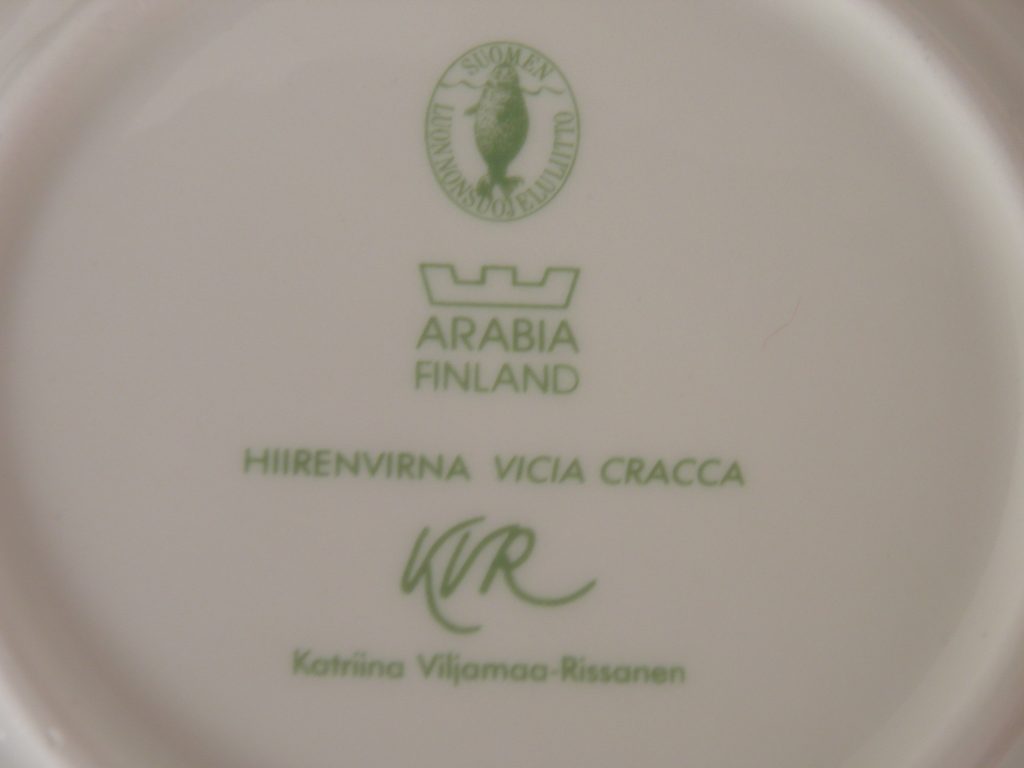 SUOMEN
LUONNONSUOJELULIITTO
ARABIA
FINLAND
HIIRENVIRNA VICIA CRACCA
KVR
Katriina Viljamaa-Rissanen